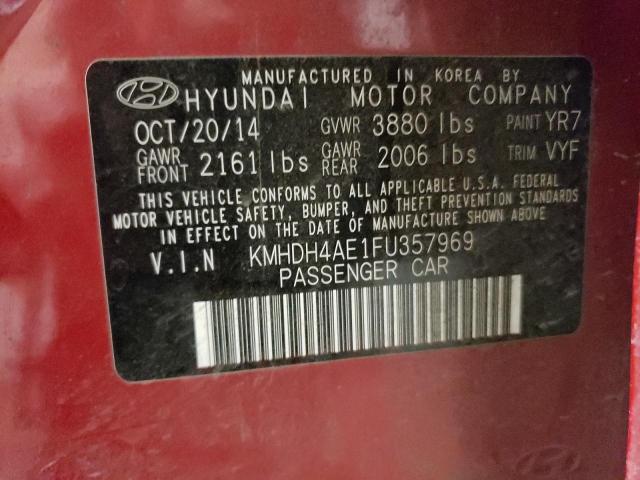 MANUFACTURED IN KOREA BY
HYUNDAI MOTOR COMPANY
OCT/20/14 GVWR 3880 lbs PAINT YR7
GAWR FRONT 2161 lbs GAWR REAR 2006 lbs TRIM VYF
THIS VEHICLE CONFORMS TO ALL APPLICABLE U.S.A. FEDERAL
MOTOR VEHICLE SAFETY, BUMPER, AND THEFT PREVENTION STANDARDS
IN EFFECT ON THE DATE OF MANUFACTURE SHOWN ABOVE
V.I.N KMHDH4AE1FU357969
PASSENGER CAR